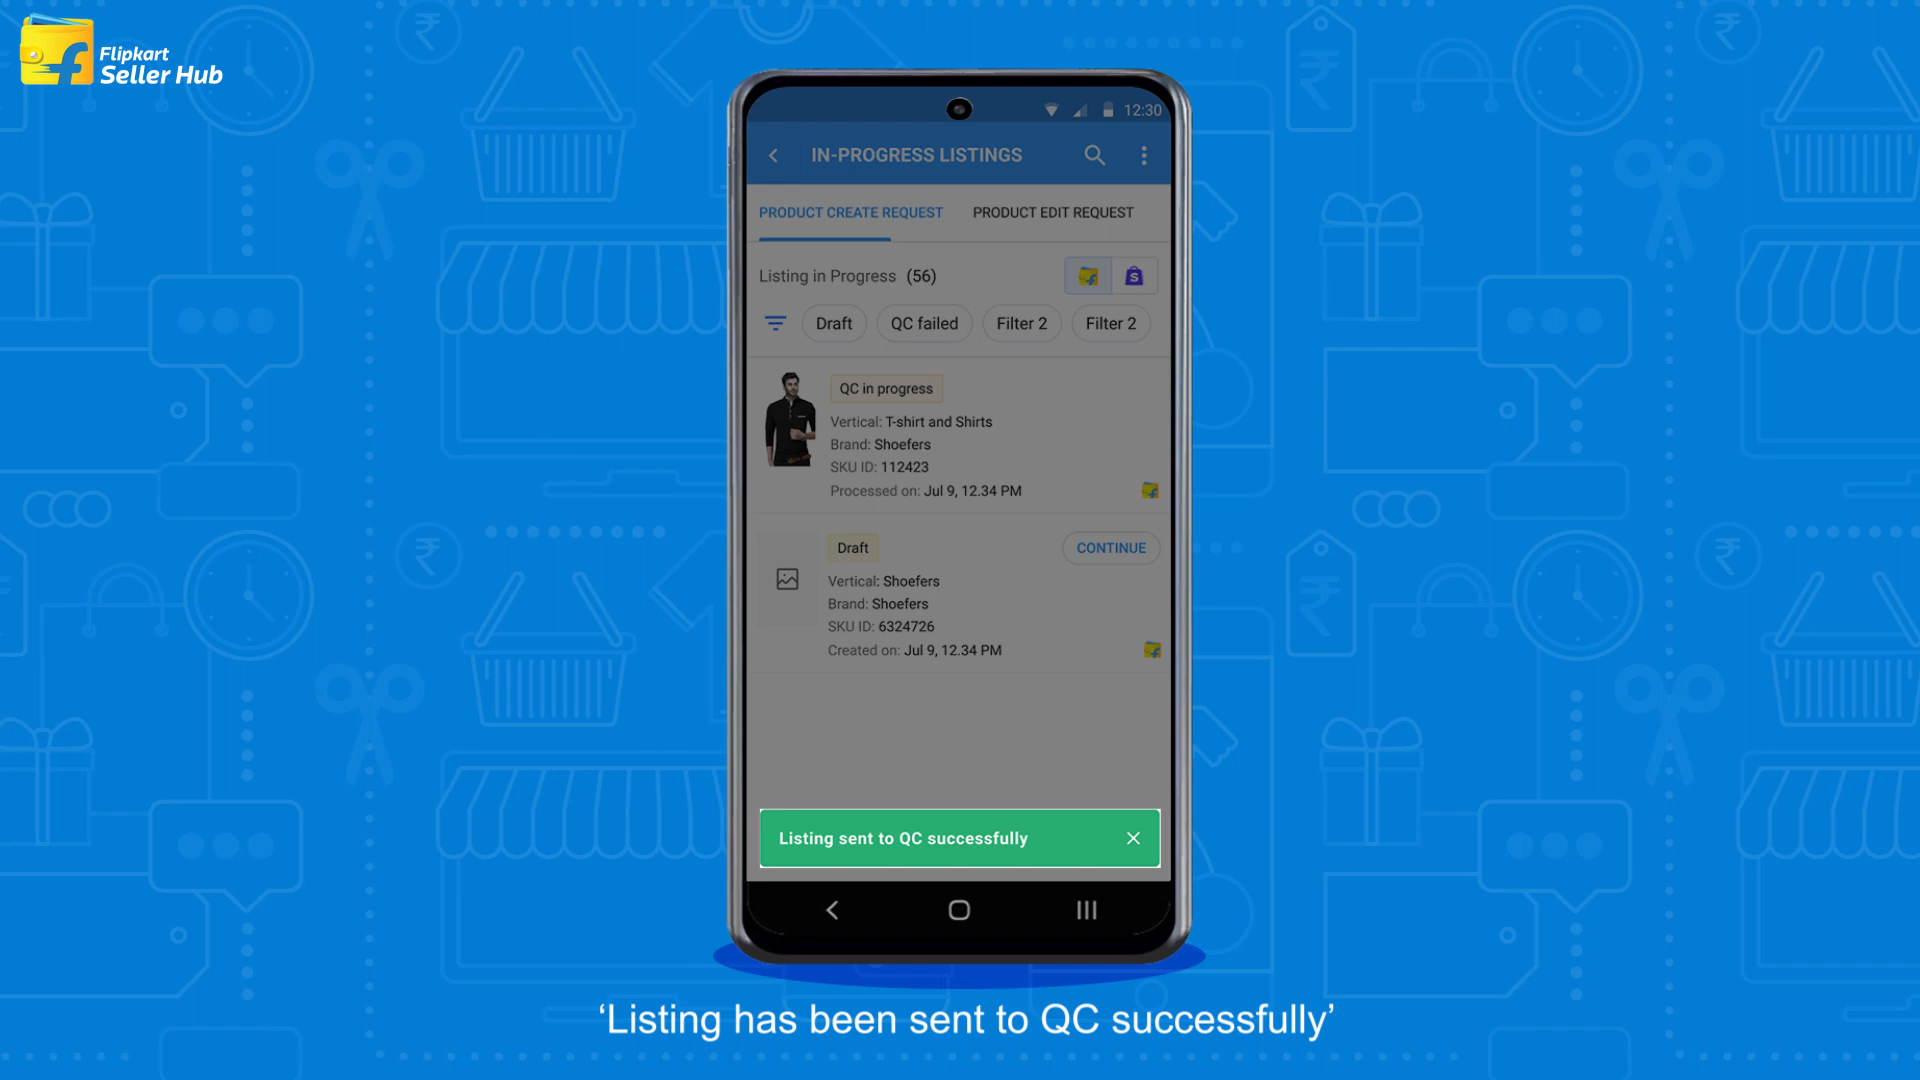 Flipkart
Seller Hub
12:30
IN-PROGRESS LISTINGS
PRODUCT CREATE REQUEST PRODUCT EDIT REQUEST
Listing in Progress (56)
Draft QC failed Filter 2 Filter 2
QC in progress
Vertical: T-shirt and Shirts
Brand: Shoefers
SKU ID: 112423
Processed on: Jul 9, 12.34 PM
Draft CONTINUE
Vertical: Shoefers
Brand: Shoefers
SKU ID: 6324726
Created on: Jul 9, 12.34 PM
Listing sent to QC successfully
‘Listing has been sent to QC successfully’